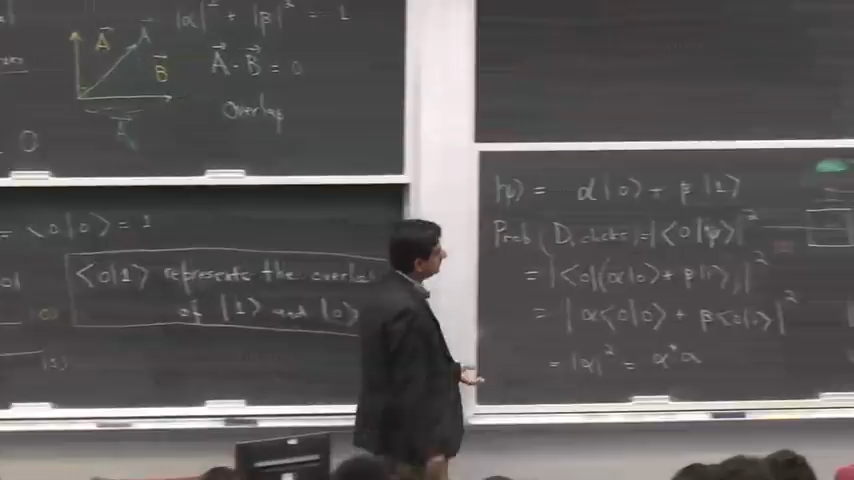 |α|² + |β|² = 1
A⃗
A⃗
B⃗
A⃗ · B⃗ = 0
Overlap
A⃗
0
= <0|0> = 1
<0|1> represents the overlap
of |1> and |0>
|ψ> = α|0> + β|1>
Prob (D₀ clicks) = |<0|ψ>|²
= |<0|(α|0> + β|1>)|²
= |α<0|0> + β<0|1>|²
= |α|² = α*α